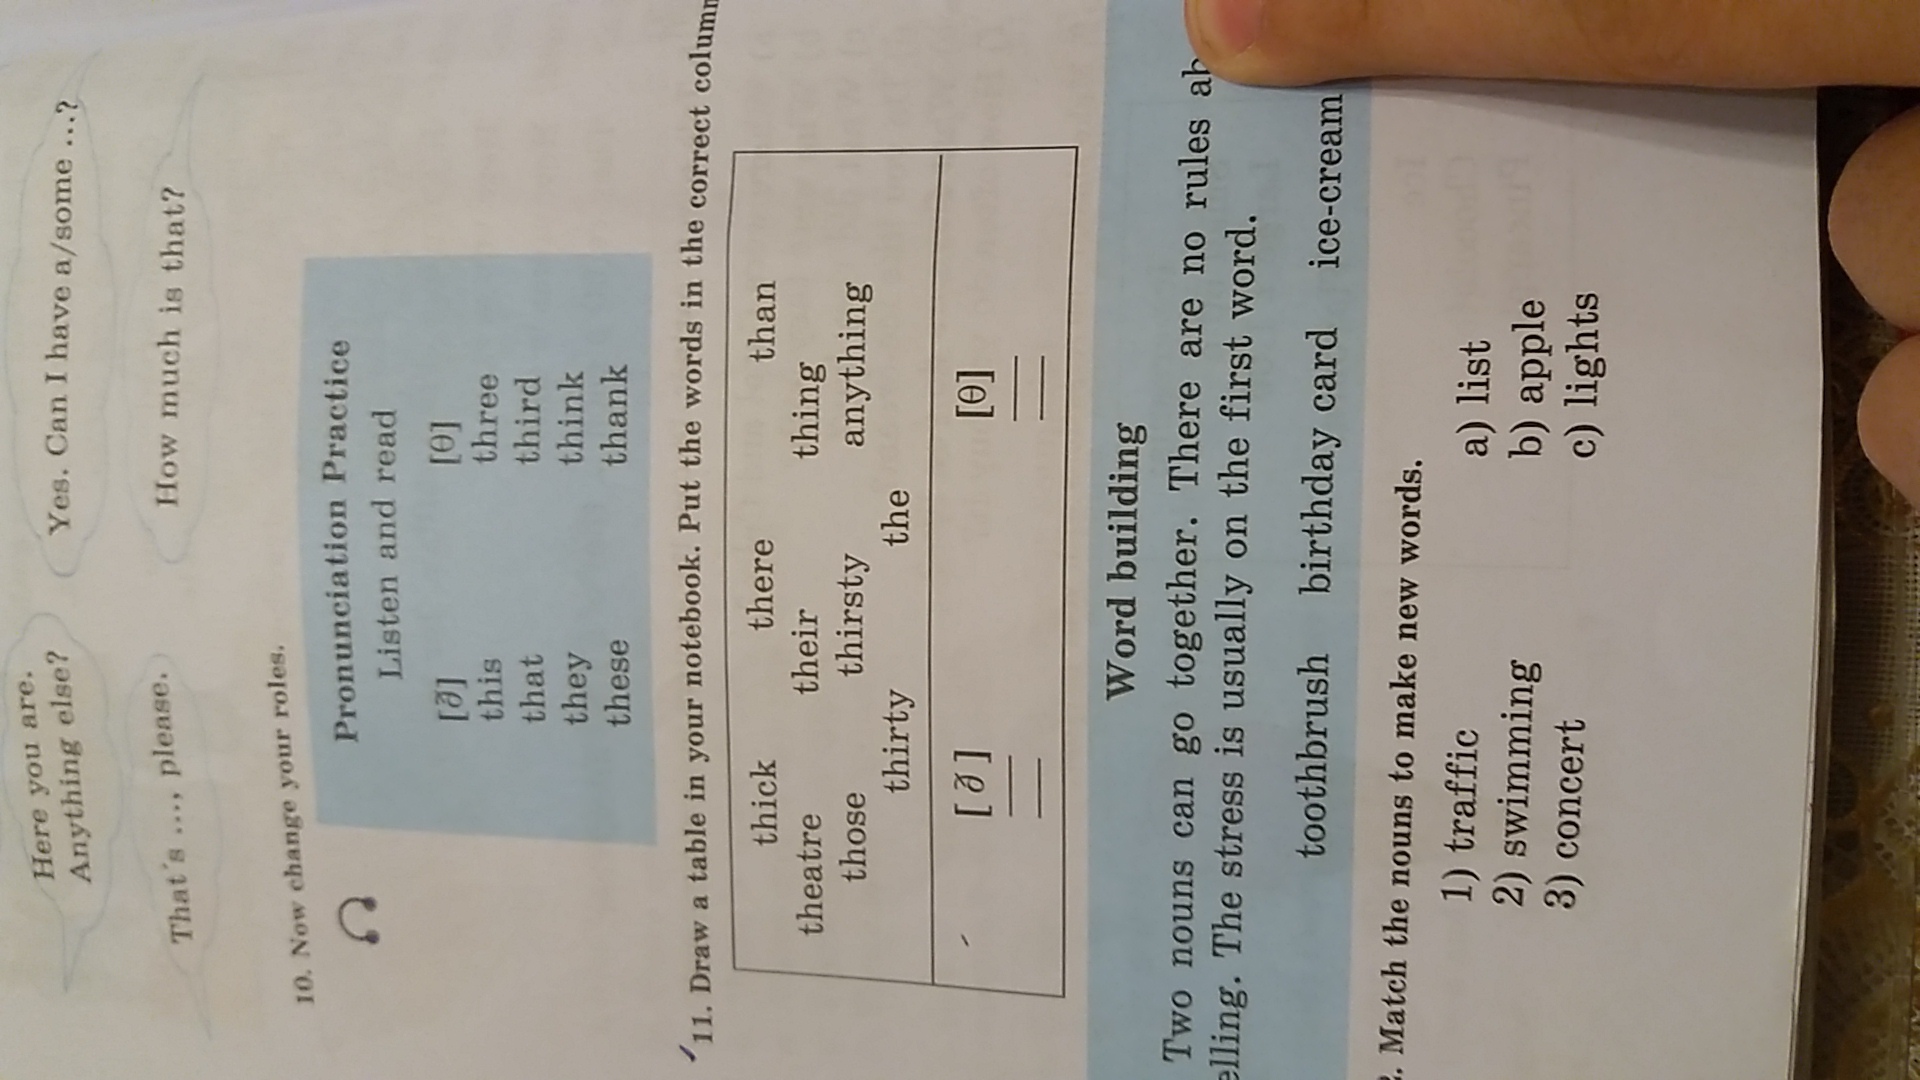 Here you are.
Anything else?
Yes. Can I have a/some ...?
That's ..., please.
How much is that?
10. Now change your roles.
Pronunciation Practice
Listen and read
[ð] [θ]
this three
that third
they think
these thank
11. Draw a table in your notebook. Put the words in the correct
thick there than
theatre their thing
those thirsty anything
thirty the
[ð] [θ]
Word building
Two nouns can go together. There are no rules
elling. The stress is usually on the first word.
toothbrush birthday card ice-cream
. Match the nouns to make new words.
1) traffic a) list
2) swimming b) apple
3) concert c) lights